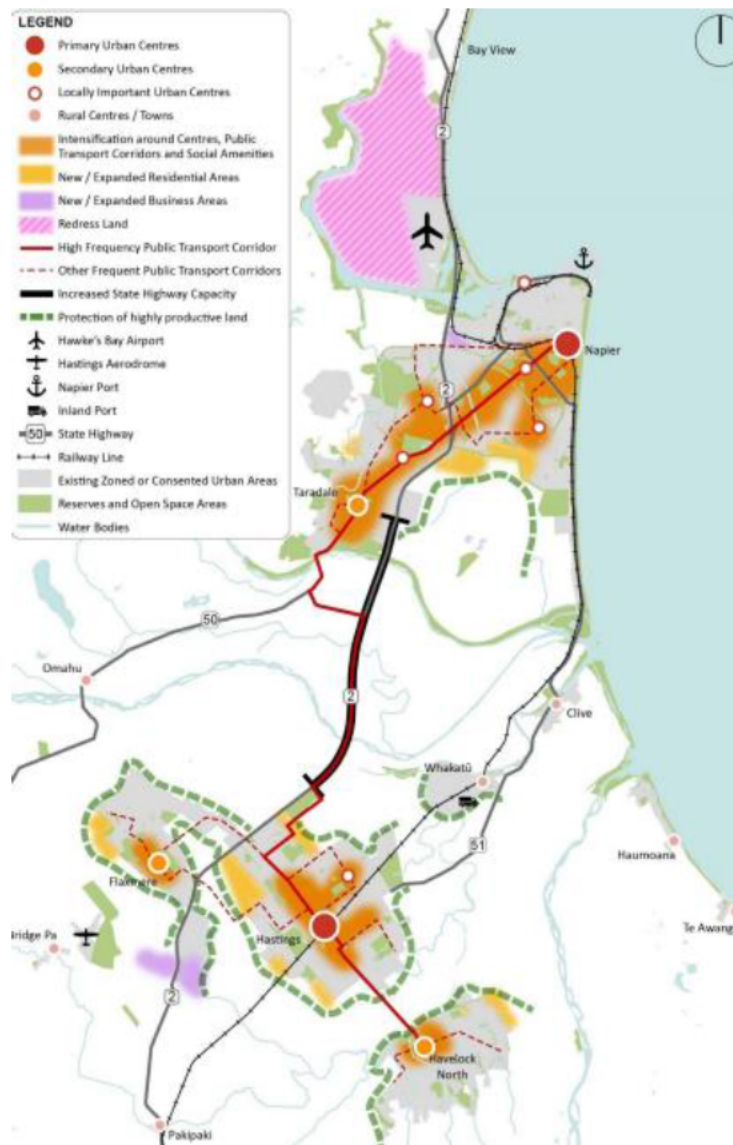 LEGEND
Primary Urban Centres
Secondary Urban Centres
Locally Important Urban Centres
Rural Centres / Towns
Intensification around Centres, Public
Transport Corridors and Social Amenities
New / Expanded Residential Areas
New / Expanded Business Areas
Redress Land
High Frequency Public Transport Corridor
Other Frequent Public Transport Corridors
Increased State Highway Capacity
Protection of highly productive land
Hawke's Bay Airport
Hastings Aerodrome
Napier Port
Inland Port
50 State Highway
Railway Line
Existing Zoned or Consented Urban Areas
Reserves and Open Space Areas
Water Bodies
Bay View
2
Napier
2
Taradale
50
Omahu
2
Clive
Whakatū
51
Haumoana
Flaxmere
Te Awang
Hastings
Bridge Pa
2
Havelock
North
Pakipaki